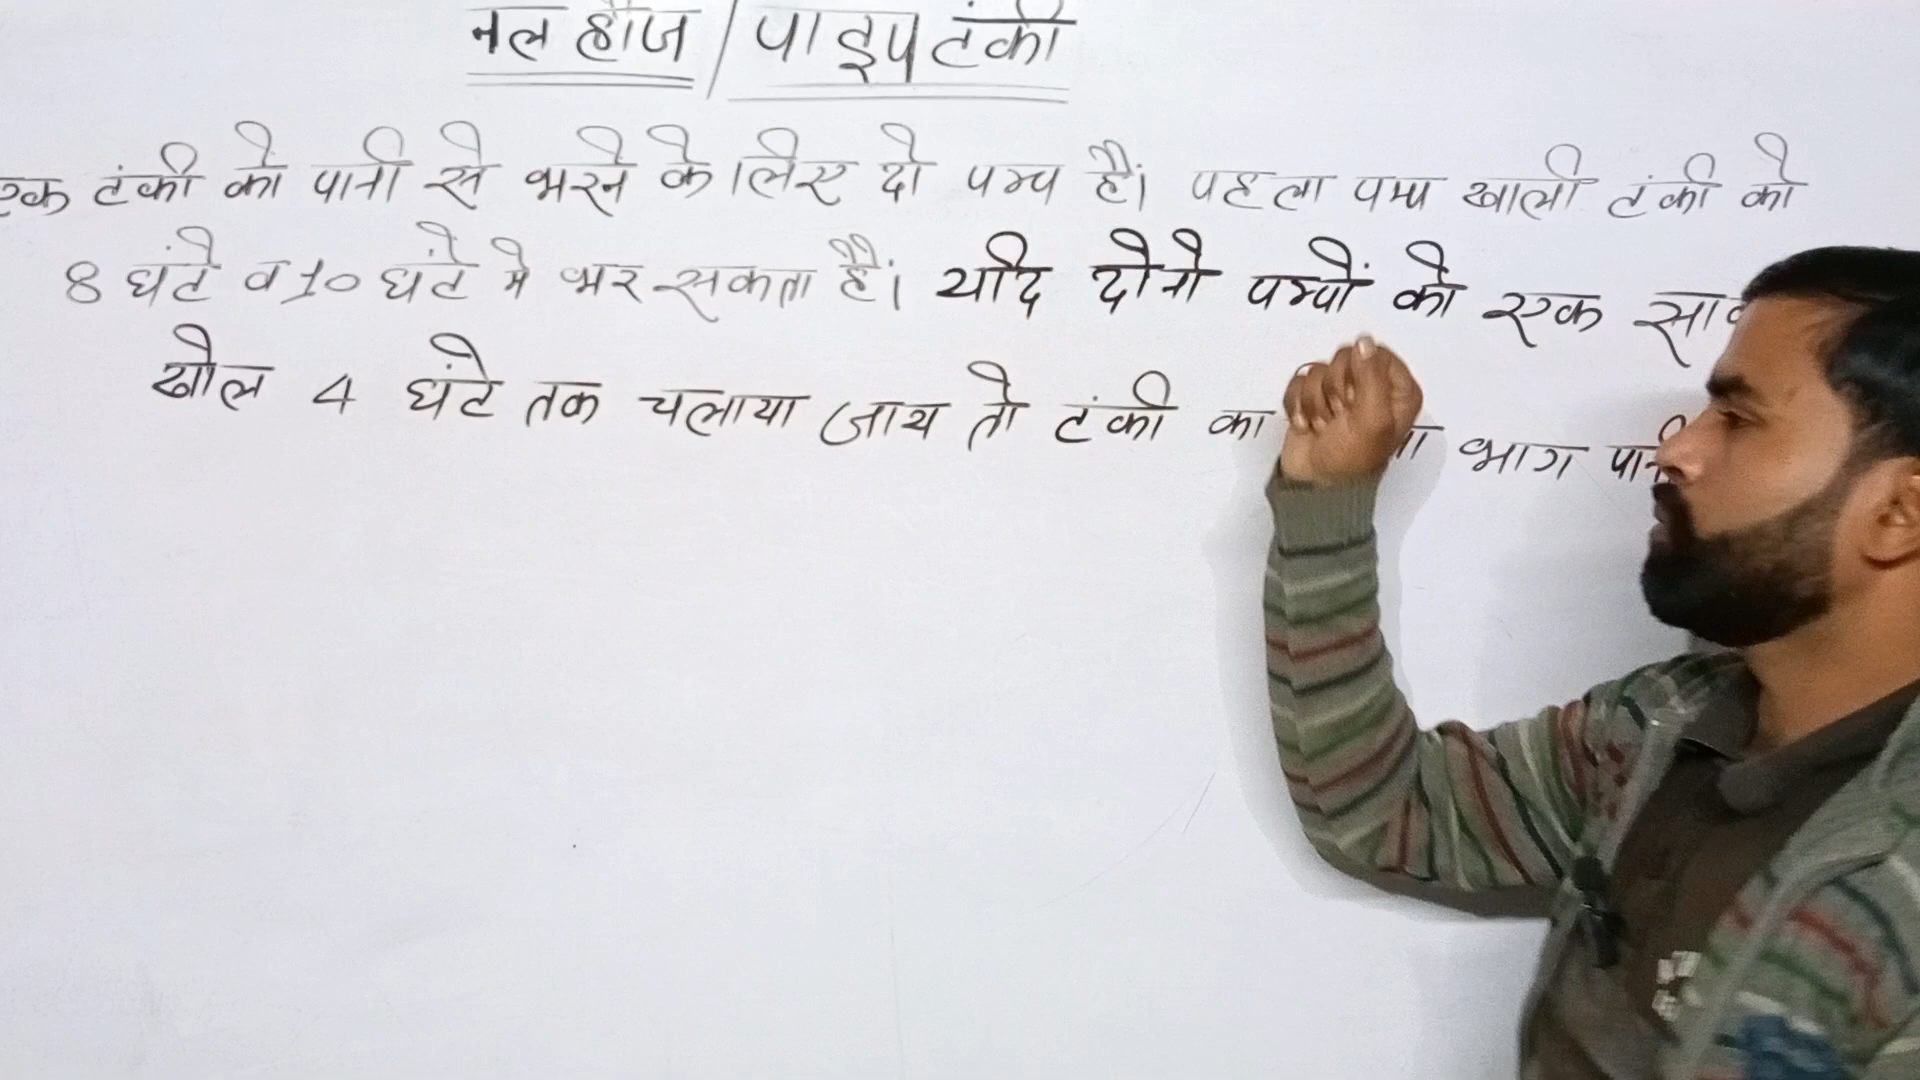 नल हौज / पाइप टंकी
एक टंकी को पानी से भरने के लिए दो पम्प हैं। पहला पम्प खाली टंकी को
8 घंटे व 10 घंटे मे भर सकता हैं। यदि दोनो पम्पों को एक
खोल 4 घंटे तक चलाया जाय तो टंकी का भाग